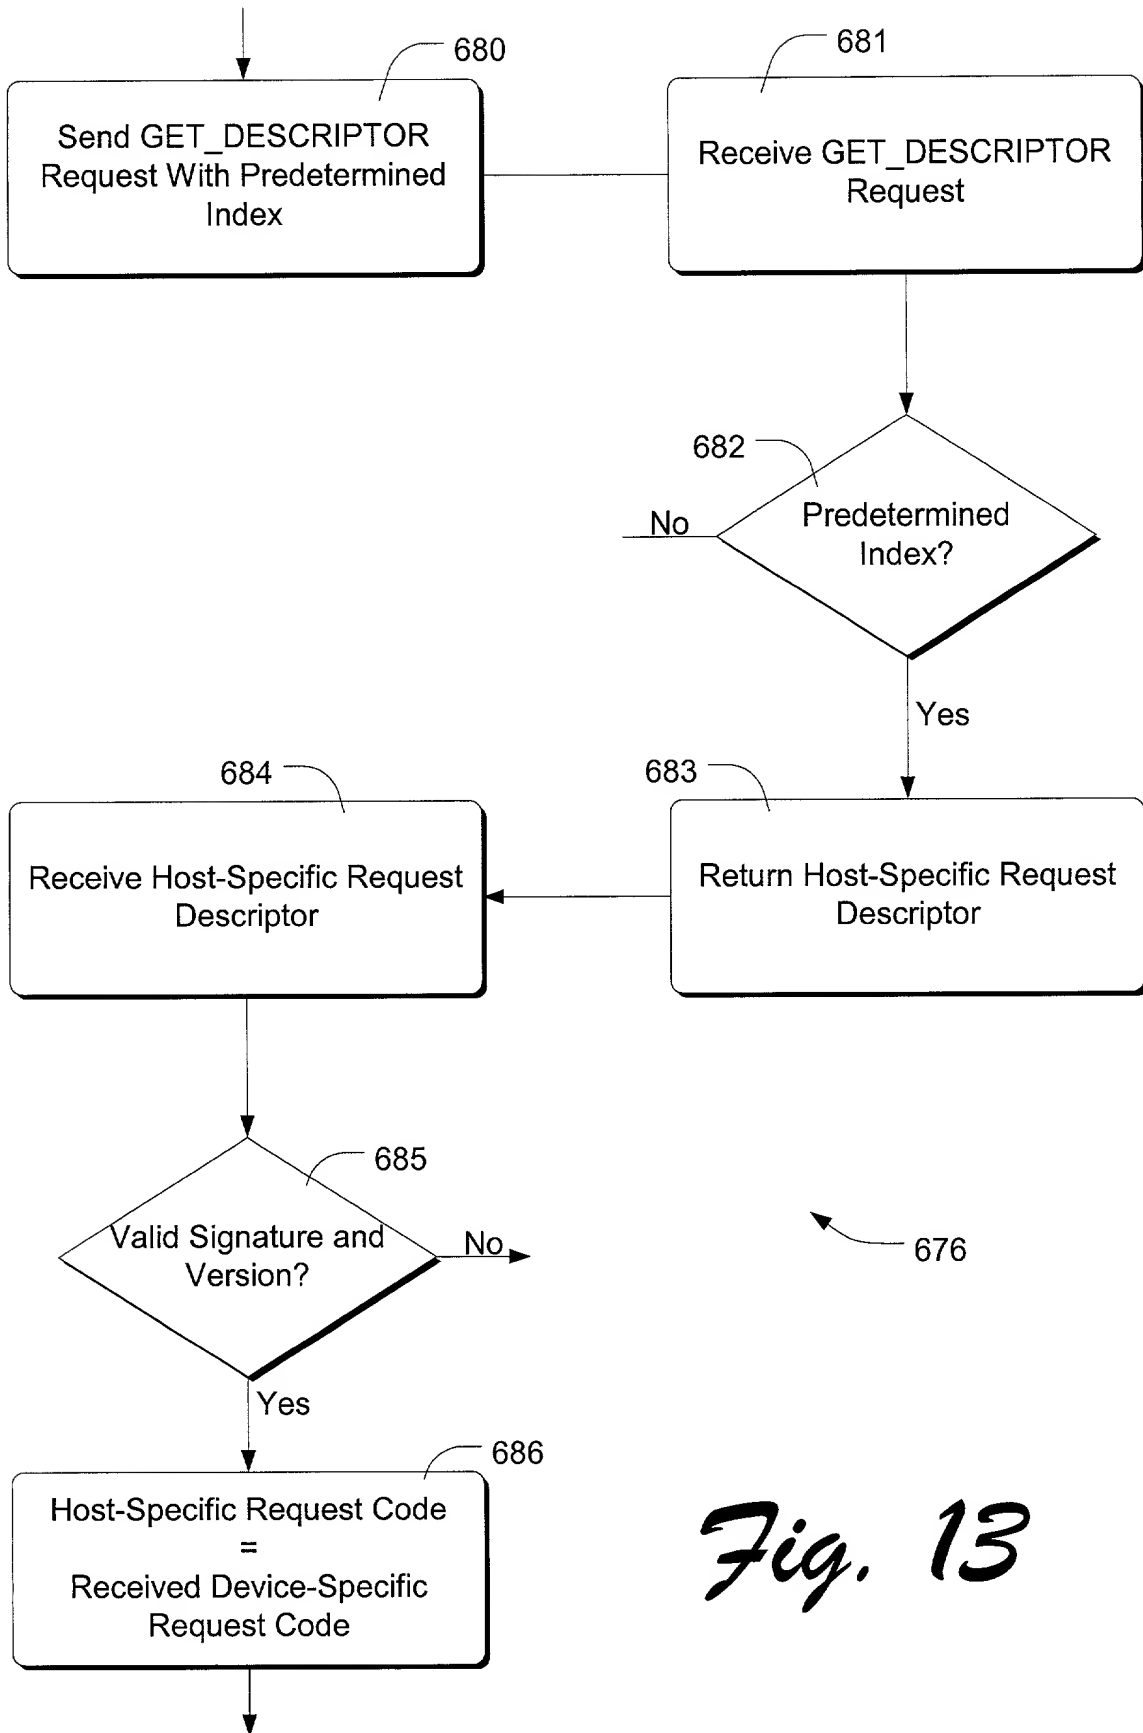 680
Send GET_DESCRIPTOR
Request With Predetermined
Index
681
Receive GET_DESCRIPTOR
Request
682
Predetermined
Index?
No
Yes
683
Return Host-Specific Request
Descriptor
684
Receive Host-Specific Request
Descriptor
685
Valid Signature and
Version?
No
Yes
676
686
Host-Specific Request Code
=
Received Device-Specific
Request Code
Fig. 13